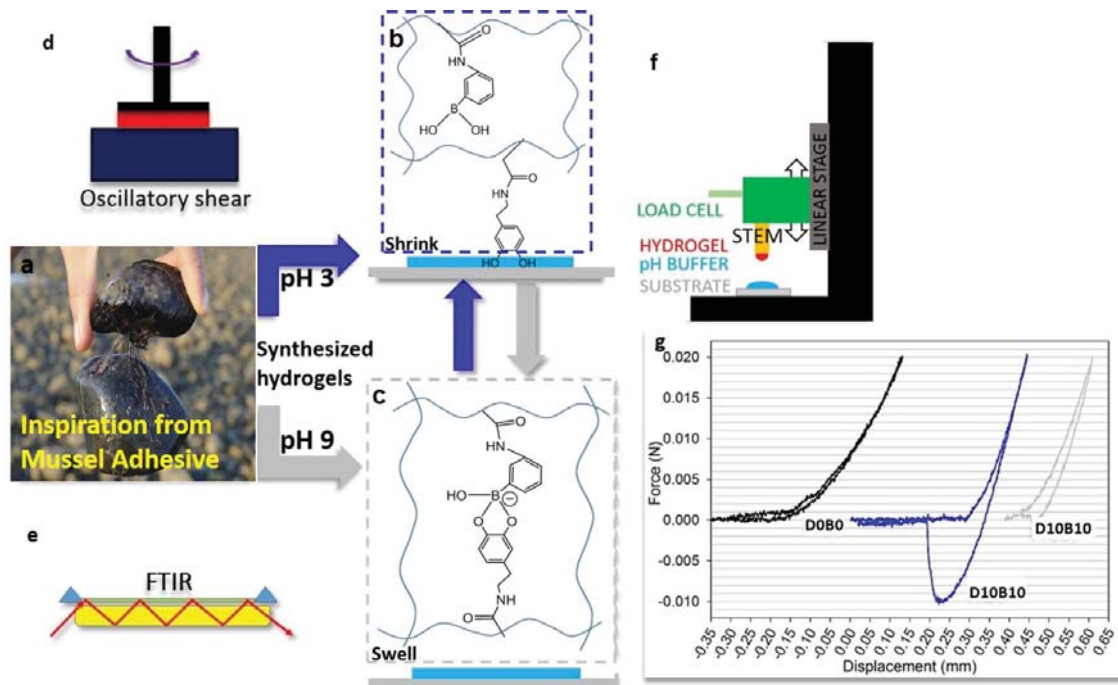 d
Oscillatory shear
a
Inspiration from
Mussel Adhesive
pH 3
Synthesized
hydrogels
pH 9
e
FTIR
b
O
HN
B
HO
OH
O
NH
HO
OH
Shrink
c
O
NH
HO
B
O
O
NH
O
Swell
f
LINEAR STAGE
LOAD CELL
STEM
HYDROGEL
pH BUFFER
SUBSTRATE
g
Force (N)
0.020
0.015
0.010
0.005
0.000
-0.005
-0.010
D0B0
D10B10
D10B10
-0.35
-0.30
-0.25
-0.20
-0.15
-0.10
-0.05
0.00
0.05
0.10
0.15
0.20
0.25
0.30
0.35
0.40
0.45
0.50
0.55
0.60
0.65
Displacement (mm)